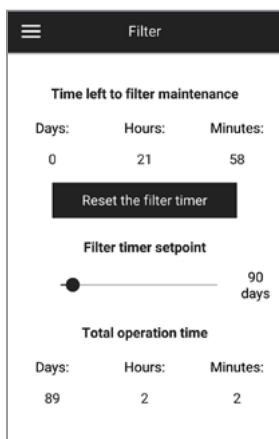 Filter
Time left to filter maintenance
Days: Hours: Minutes:
0 21 58
Reset the filter timer
Filter timer setpoint
90
days
Total operation time
Days: Hours: Minutes:
89 2 2